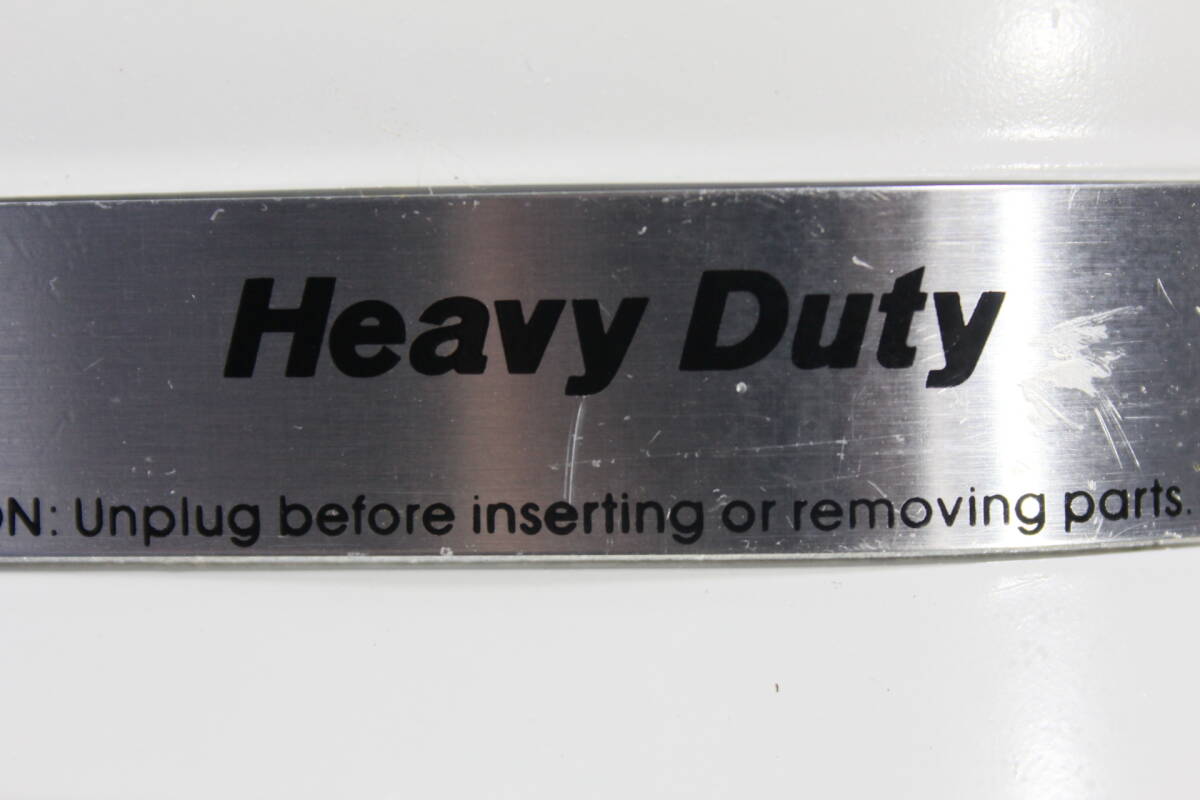 Heavy Duty
ON: Unplug before inserting or removing parts.